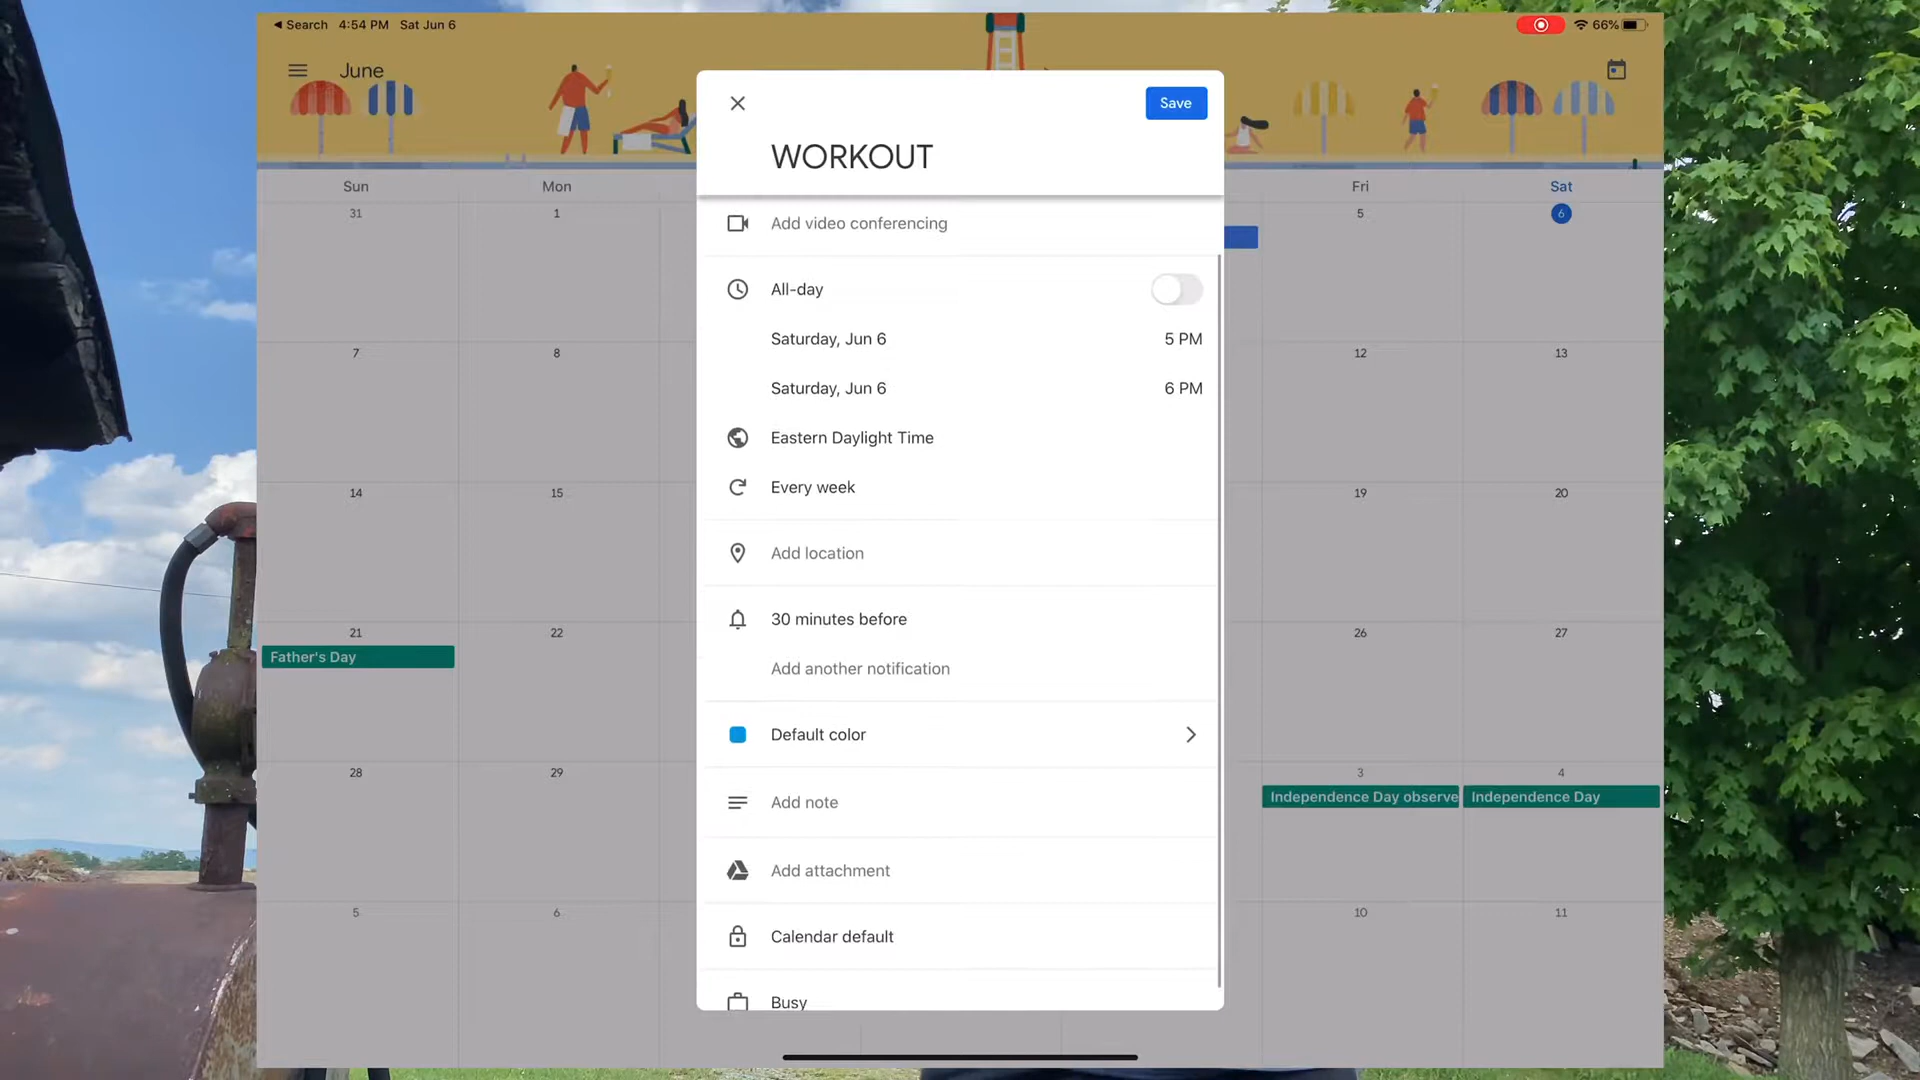 ◀ Search 4:54 PM Sat Jun 6
66%
June
Save
WORKOUT
Sun Mon Fri Sat
31 1 5 6
Add video conferencing
All-day
Saturday, Jun 6 5 PM
Saturday, Jun 6 6 PM
7 8 12 13
Eastern Daylight Time
Every week
14 15 19 20
Add location
30 minutes before
21 22 26 27
Father's Day
Add another notification
Default color
28 29 3 4
Independence Day observe Independence Day
Add note
Add attachment
5 6 10 11
Calendar default
Busy